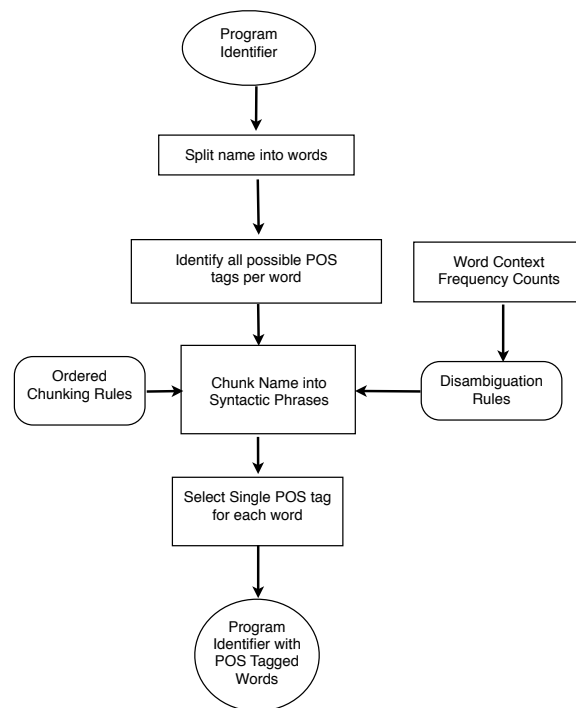 Program
Identifier
Split name into words
Identify all possible POS
tags per word
Word Context
Frequency Counts
Ordered
Chunking Rules
Chunk Name into
Syntactic Phrases
Disambiguation
Rules
Select Single POS tag
for each word
Program
Identifier with
POS Tagged
Words